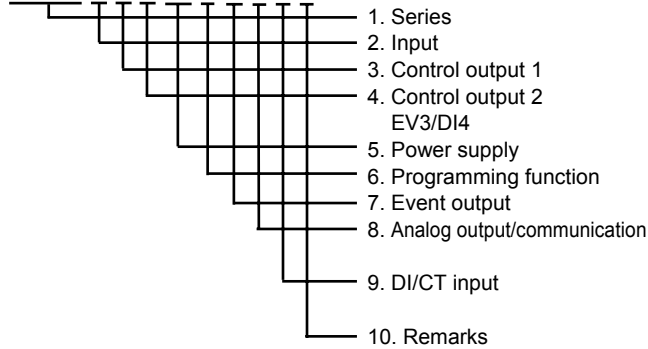 1. Series
2. Input
3. Control output 1
4. Control output 2
EV3/DI4
5. Power supply
6. Programming function
7. Event output
8. Analog output/communication
9. DI/CT input
10. Remarks